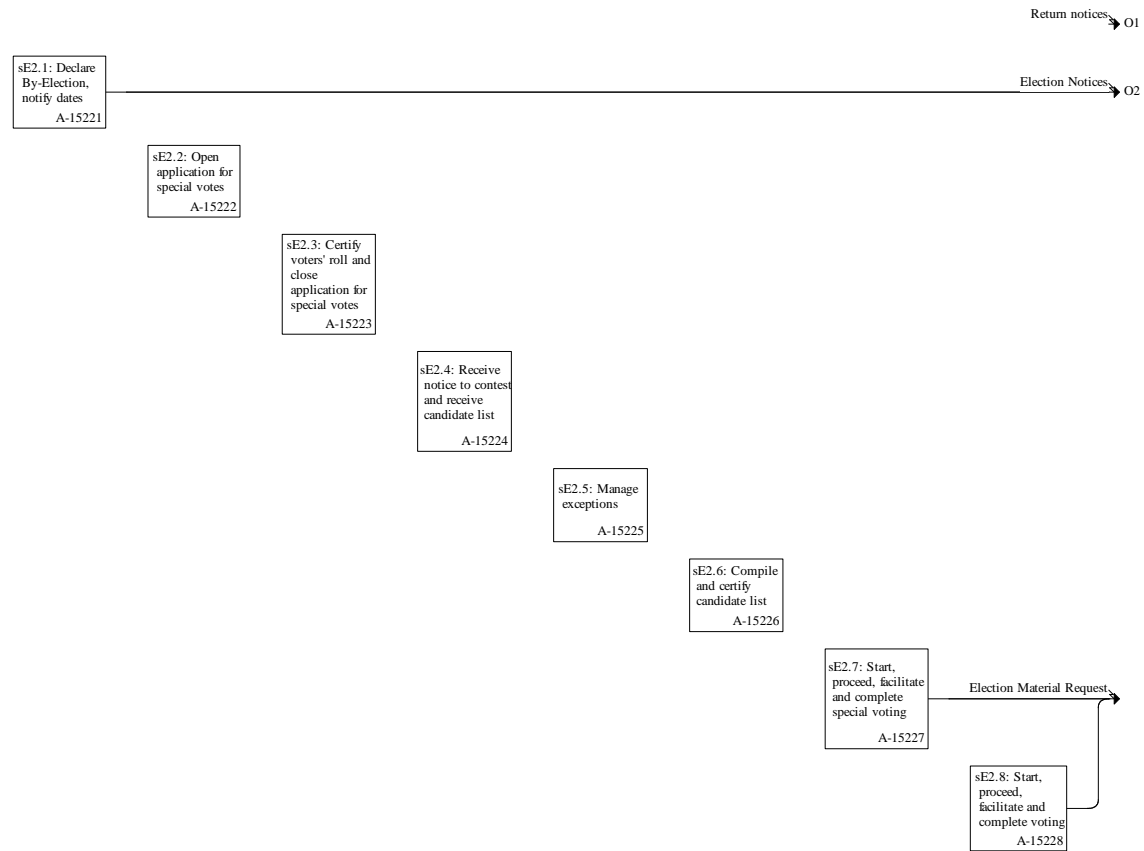 Return notices
O1
sE2.1: Declare
By-Election,
notify dates
A-15221
Election Notices
O2
sE2.2: Open
application for
special votes
A-15222
sE2.3: Certify
voters' roll and
close
application for
special votes
A-15223
sE2.4: Receive
notice to contest
and receive
candidate list
A-15224
sE2.5: Manage
exceptions
A-15225
sE2.6: Compile
and certify
candidate list
A-15226
sE2.7: Start,
proceed, facilitate
and complete
special voting
A-15227
Election Material Request
sE2.8: Start,
proceed,
facilitate and
complete voting
A-15228